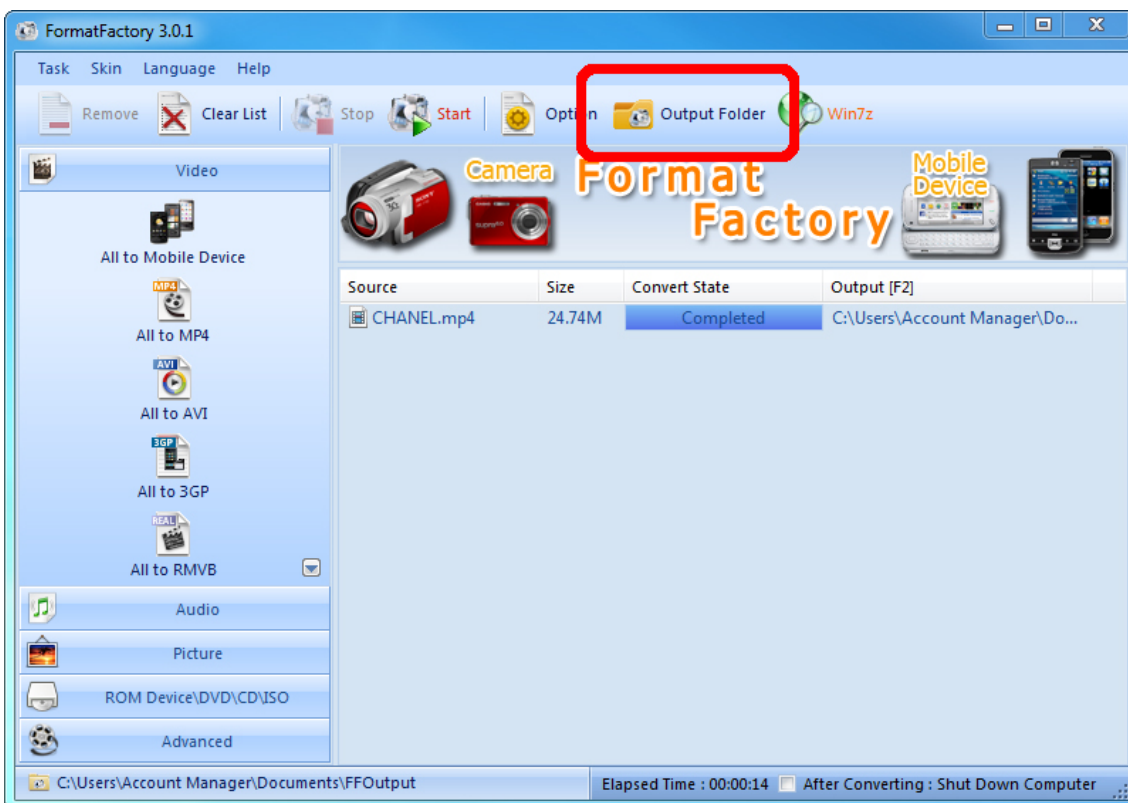 FormatFactory 3.0.1
Task Skin Language Help
Remove Clear List Stop Start Option Output Folder Win7z
Video
Camera Format Factory Mobile Device
All to Mobile Device
Source Size Convert State Output [F2]
CHANEL.mp4 24.74M Completed C:\Users\Account Manager\Do...
MP4
All to MP4
AVI
All to AVI
3GP
All to 3GP
REAL
All to RMVB
Audio
Picture
ROM Device\DVD\CD\ISO
Advanced
C:\Users\Account Manager\Documents\FFOutput Elapsed Time : 00:00:14 After Converting : Shut Down Computer